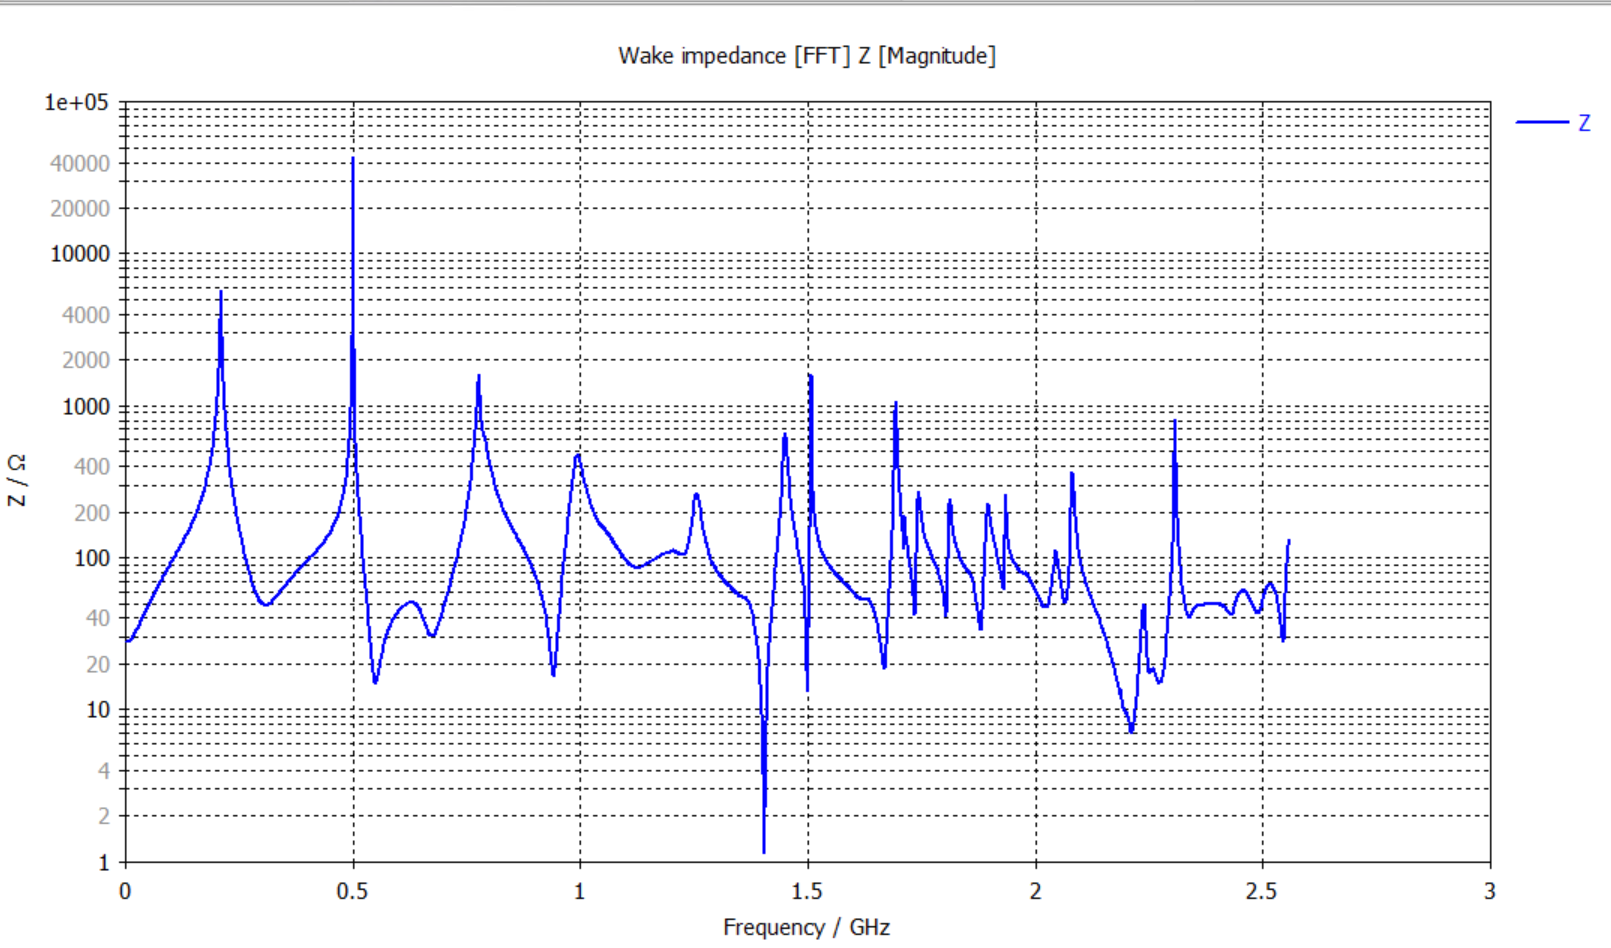 Wake impedance [FFT] Z [Magnitude]
1e+05
40000
20000
10000
4000
2000
1000
400
200
100
40
20
10
4
2
1
Z / Ω
0 0.5 1 1.5 2 2.5 3
Frequency / GHz
Z